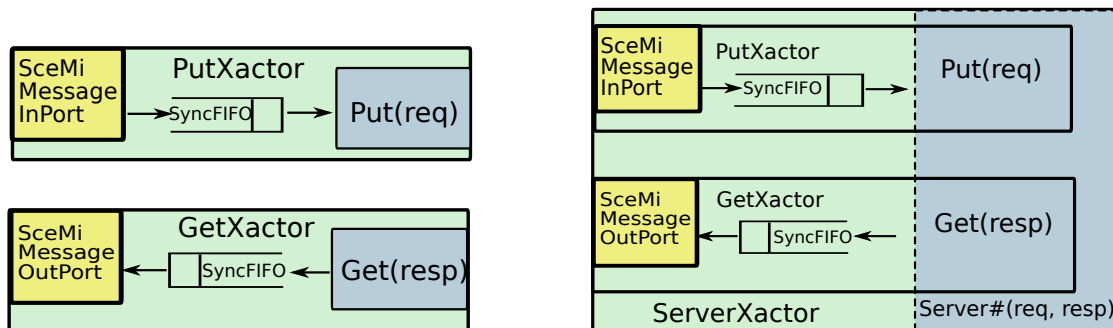 SceMi
Message
InPort
PutXactor
SyncFIFO
Put(req)
SceMi
Message
OutPort
GetXactor
SyncFIFO
Get(resp)
SceMi
Message
InPort
PutXactor
SyncFIFO
Put(req)
SceMi
Message
OutPort
GetXactor
SyncFIFO
Get(resp)
ServerXactor
Server#(req, resp)